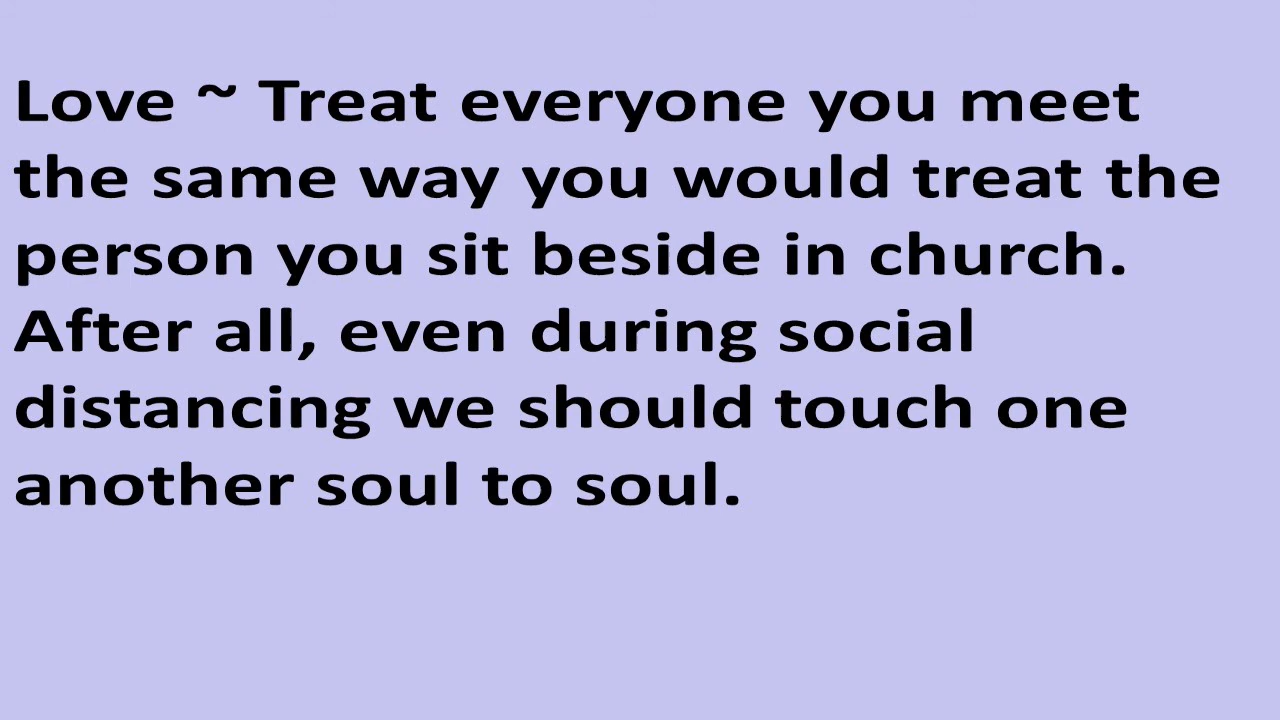 Love ~ Treat everyone you meet
the same way you would treat the
person you sit beside in church.
After all, even during social
distancing we should touch one
another soul to soul.